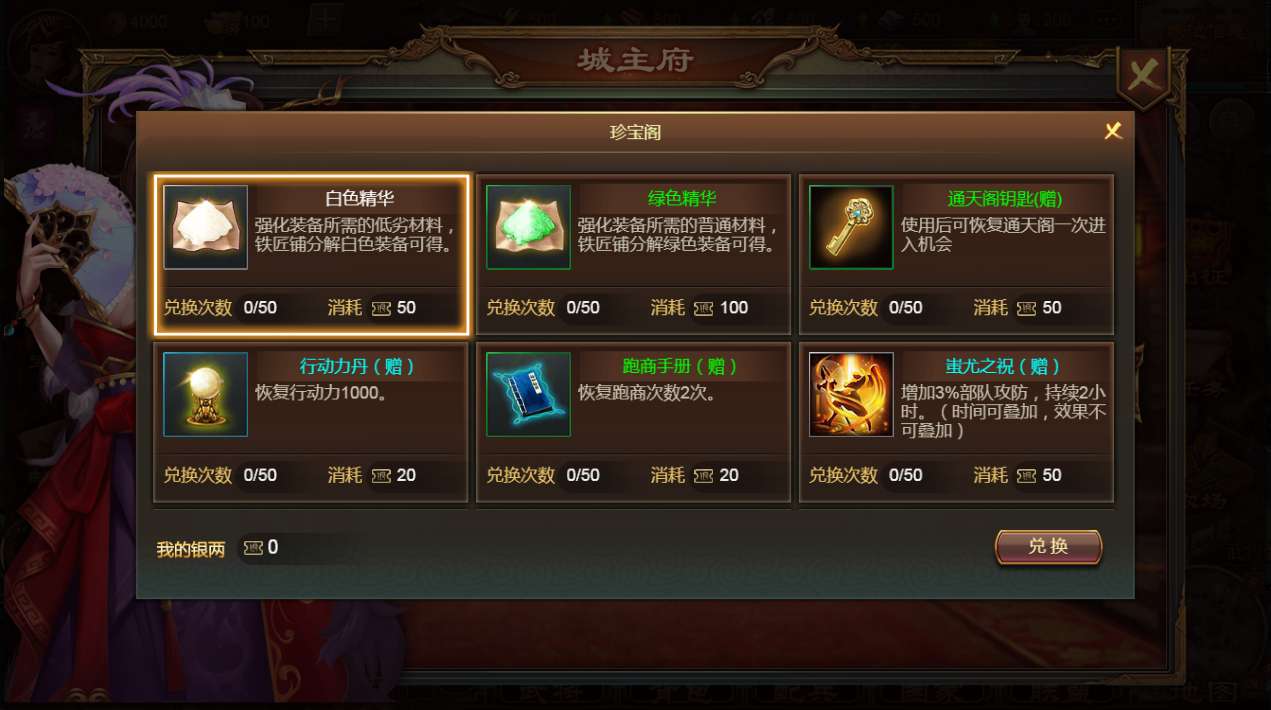 4000
100
500
500
500
200
城主府
珍宝阁
白色精华
强化装备所需的低劣材料，
铁匠铺分解白色装备可得。
兑换次数 0/50 消耗 50
绿色精华
强化装备所需的普通材料，
铁匠铺分解绿色装备可得。
兑换次数 0/50 消耗 100
通天阁钥匙(赠)
使用后可恢复通天阁一次进
入机会
兑换次数 0/50 消耗 50
行动力丹（赠）
恢复行动力1000。
兑换次数 0/50 消耗 20
跑商手册（赠）
恢复跑商次数2次。
兑换次数 0/50 消耗 20
蚩尤之祝（赠）
增加3%部队攻防，持续2小
时。（时间可叠加，效果不
可叠加）
兑换次数 0/50 消耗 50
我的银两 0
兑换